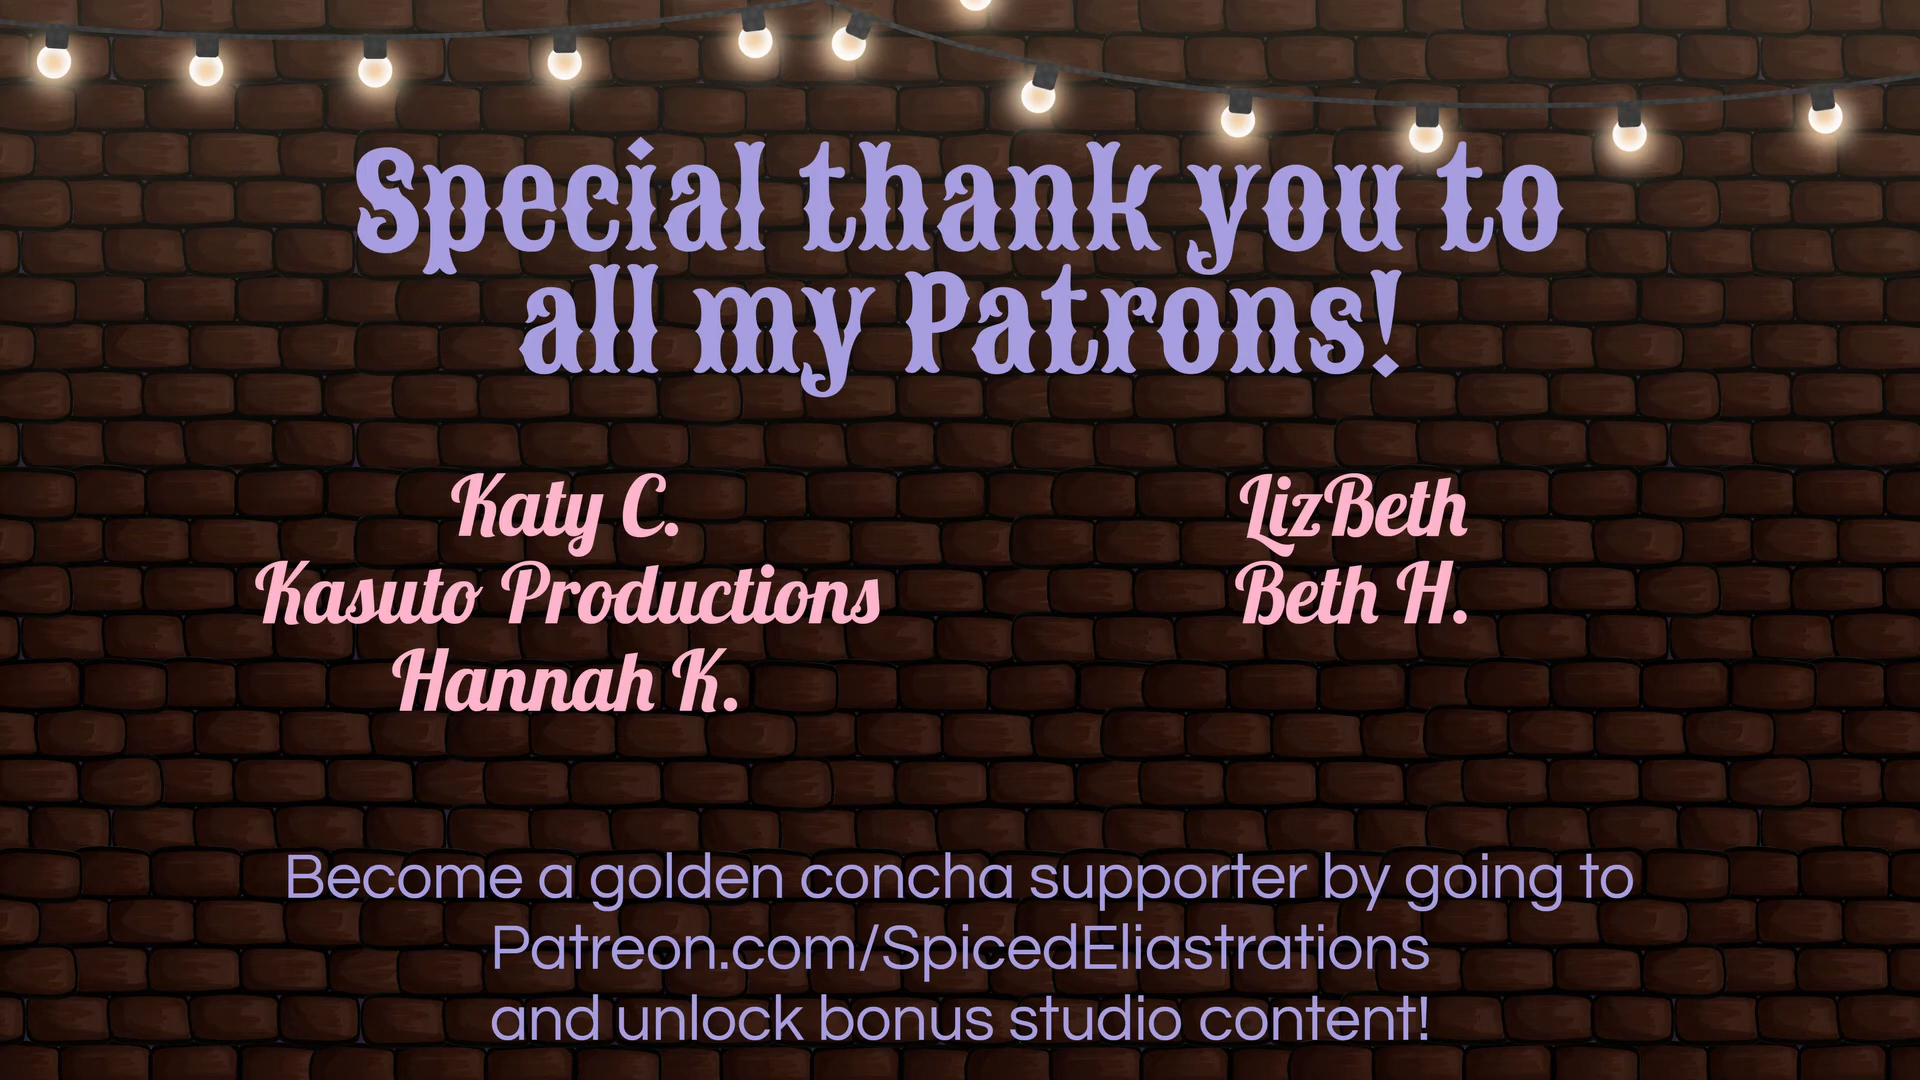 Special thank you to
all my Patrons!
Katy C.
Kasuto Productions
Hannah K.
LizBeth
Beth H.
Become a golden concha supporter by going to
Patreon.com/SpicedEliastrations
and unlock bonus studio content!